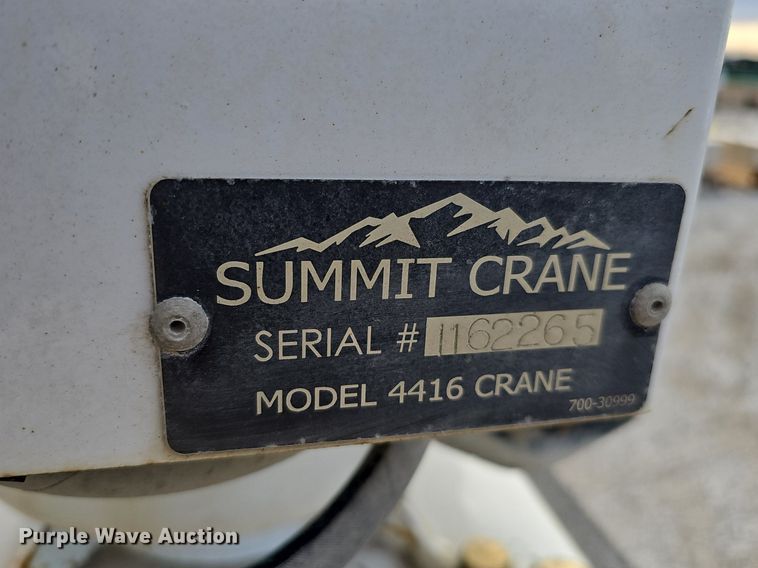 SUMMIT CRANE
SERIAL # 1162265
MODEL 4416 CRANE
700-30999
Purple Wave Auction®